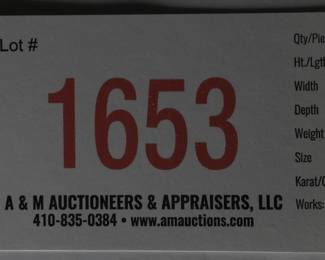 Lot #
1653
A & M AUCTIONEERS & APPRAISERS, LLC
410-835-0384 • www.amauctions.com
Qty/Pie
Ht./Lgt
Width
Depth
Weight
Size
Karat/
Works: